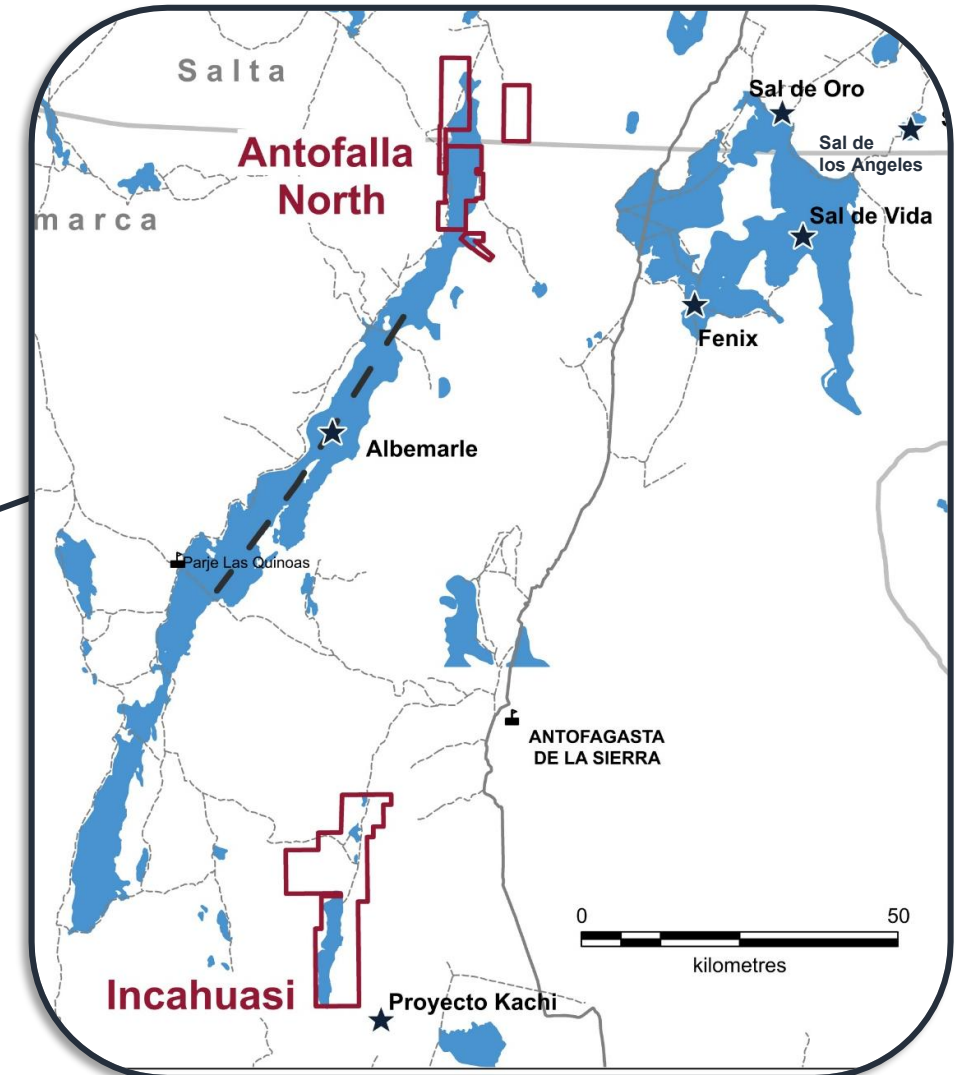 Salta
Sal de Oro
Sal de
los Angeles
Antofalla
North
marca
Sal de Vida
Fenix
Albemarle
Parje Las Quinoas
ANTOFAGASTA
DE LA SIERRA
0 50
kilometres
Incahuasi
Proyecto Kachi